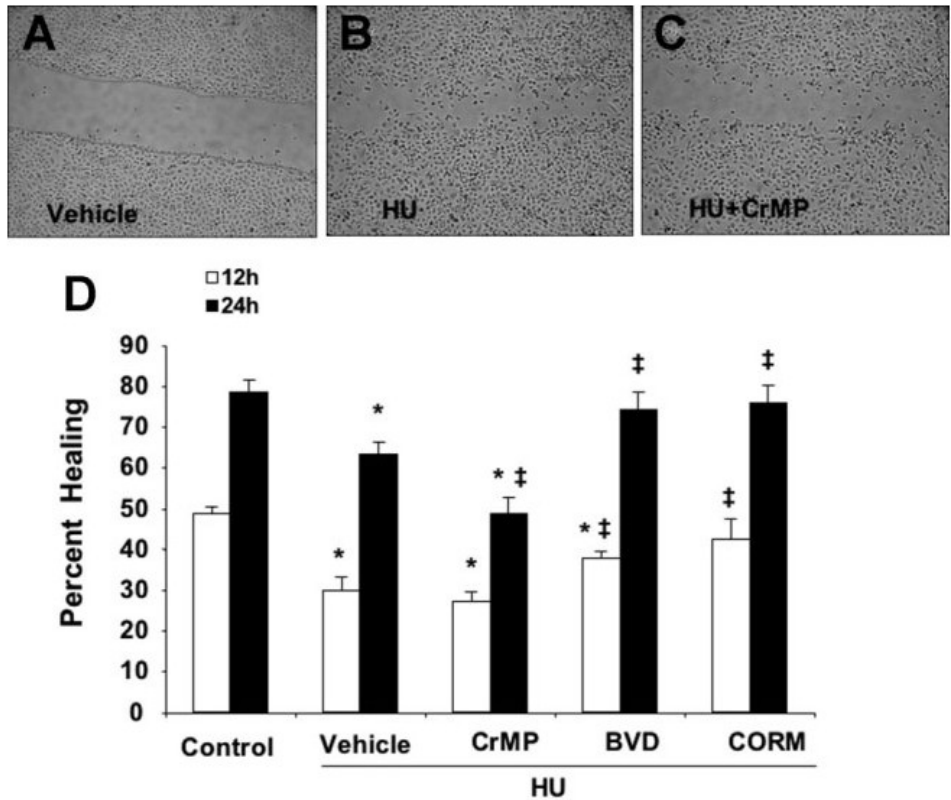 A B C
Vehicle HU HU+CrMP
D
12h
24h
Percent Healing
90
80
70
60
50
40
30
20
10
0
*
*
*
* ‡
* ‡
‡
‡
‡
Control Vehicle CrMP BVD CORM
HU